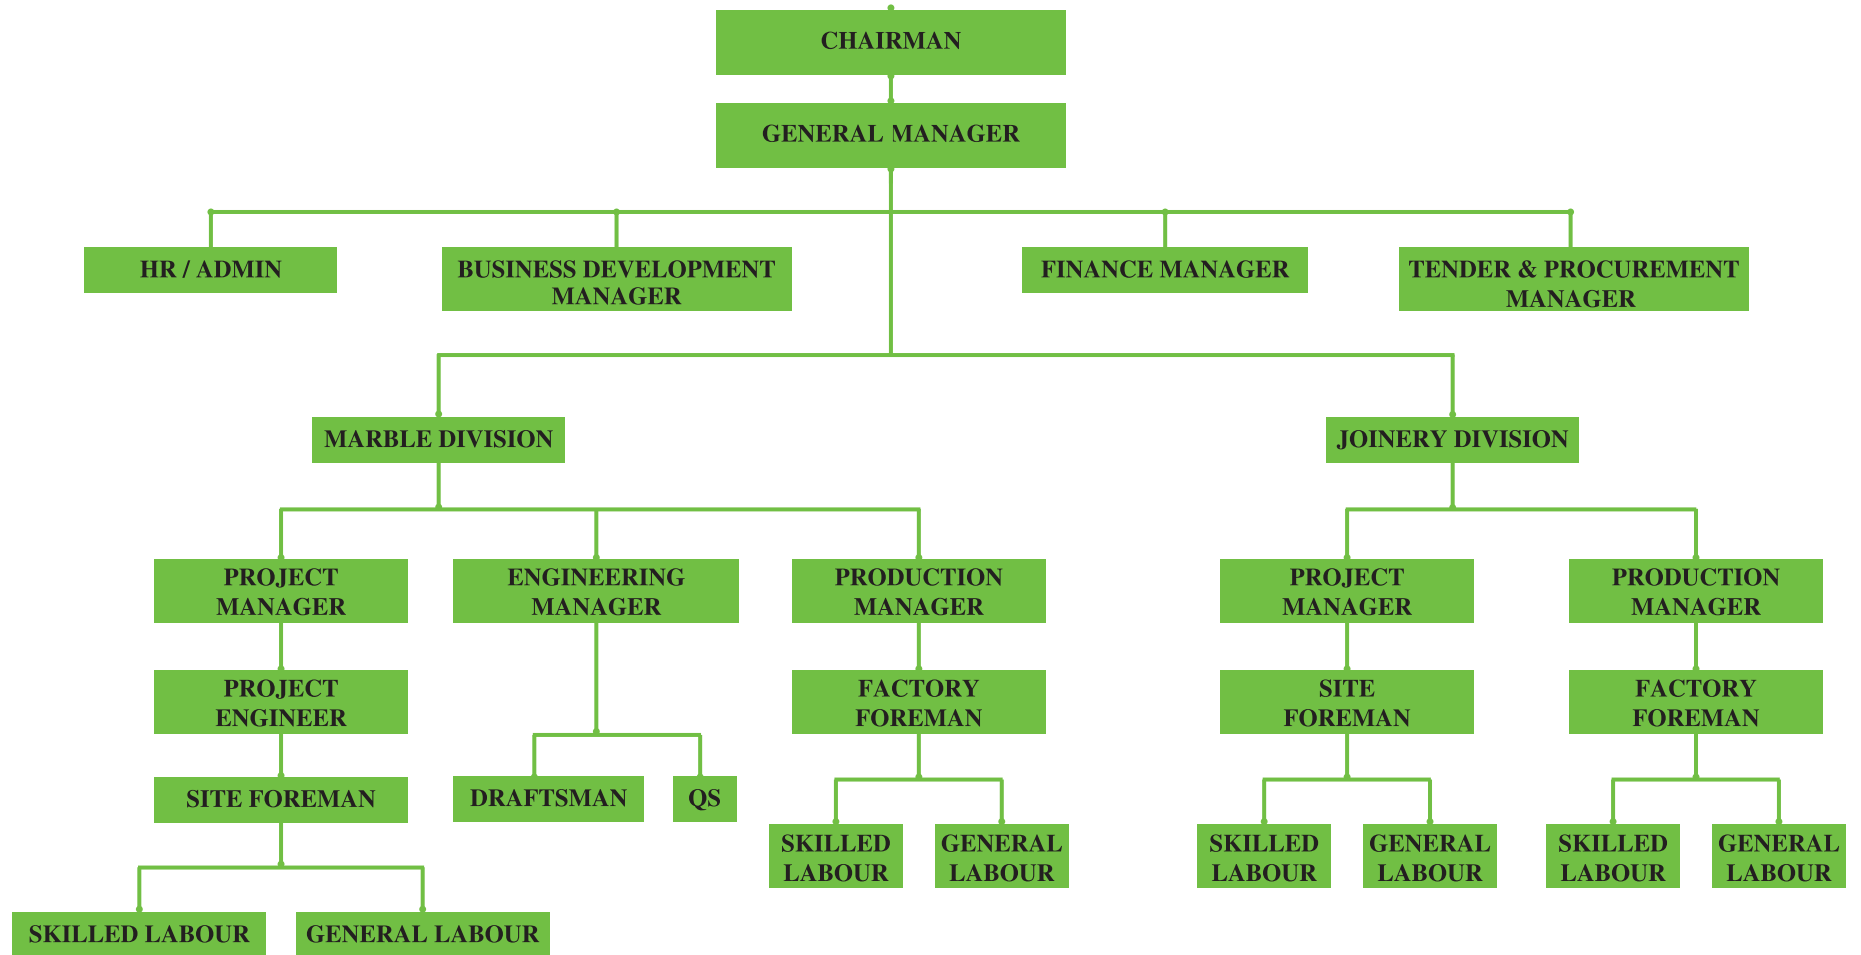 CHAIRMAN
GENERAL MANAGER
HR / ADMIN
BUSINESS DEVELOPMENT
MANAGER
FINANCE MANAGER
TENDER & PROCUREMENT
MANAGER
MARBLE DIVISION
JOINERY DIVISION
PROJECT
MANAGER
ENGINEERING
MANAGER
PRODUCTION
MANAGER
PROJECT
MANAGER
PRODUCTION
MANAGER
PROJECT
ENGINEER
FACTORY
FOREMAN
SITE
FOREMAN
FACTORY
FOREMAN
SITE FOREMAN
DRAFTSMAN
QS
SKILLED
LABOUR
GENERAL
LABOUR
SKILLED
LABOUR
GENERAL
LABOUR
SKILLED
LABOUR
GENERAL
LABOUR
SKILLED LABOUR
GENERAL LABOUR